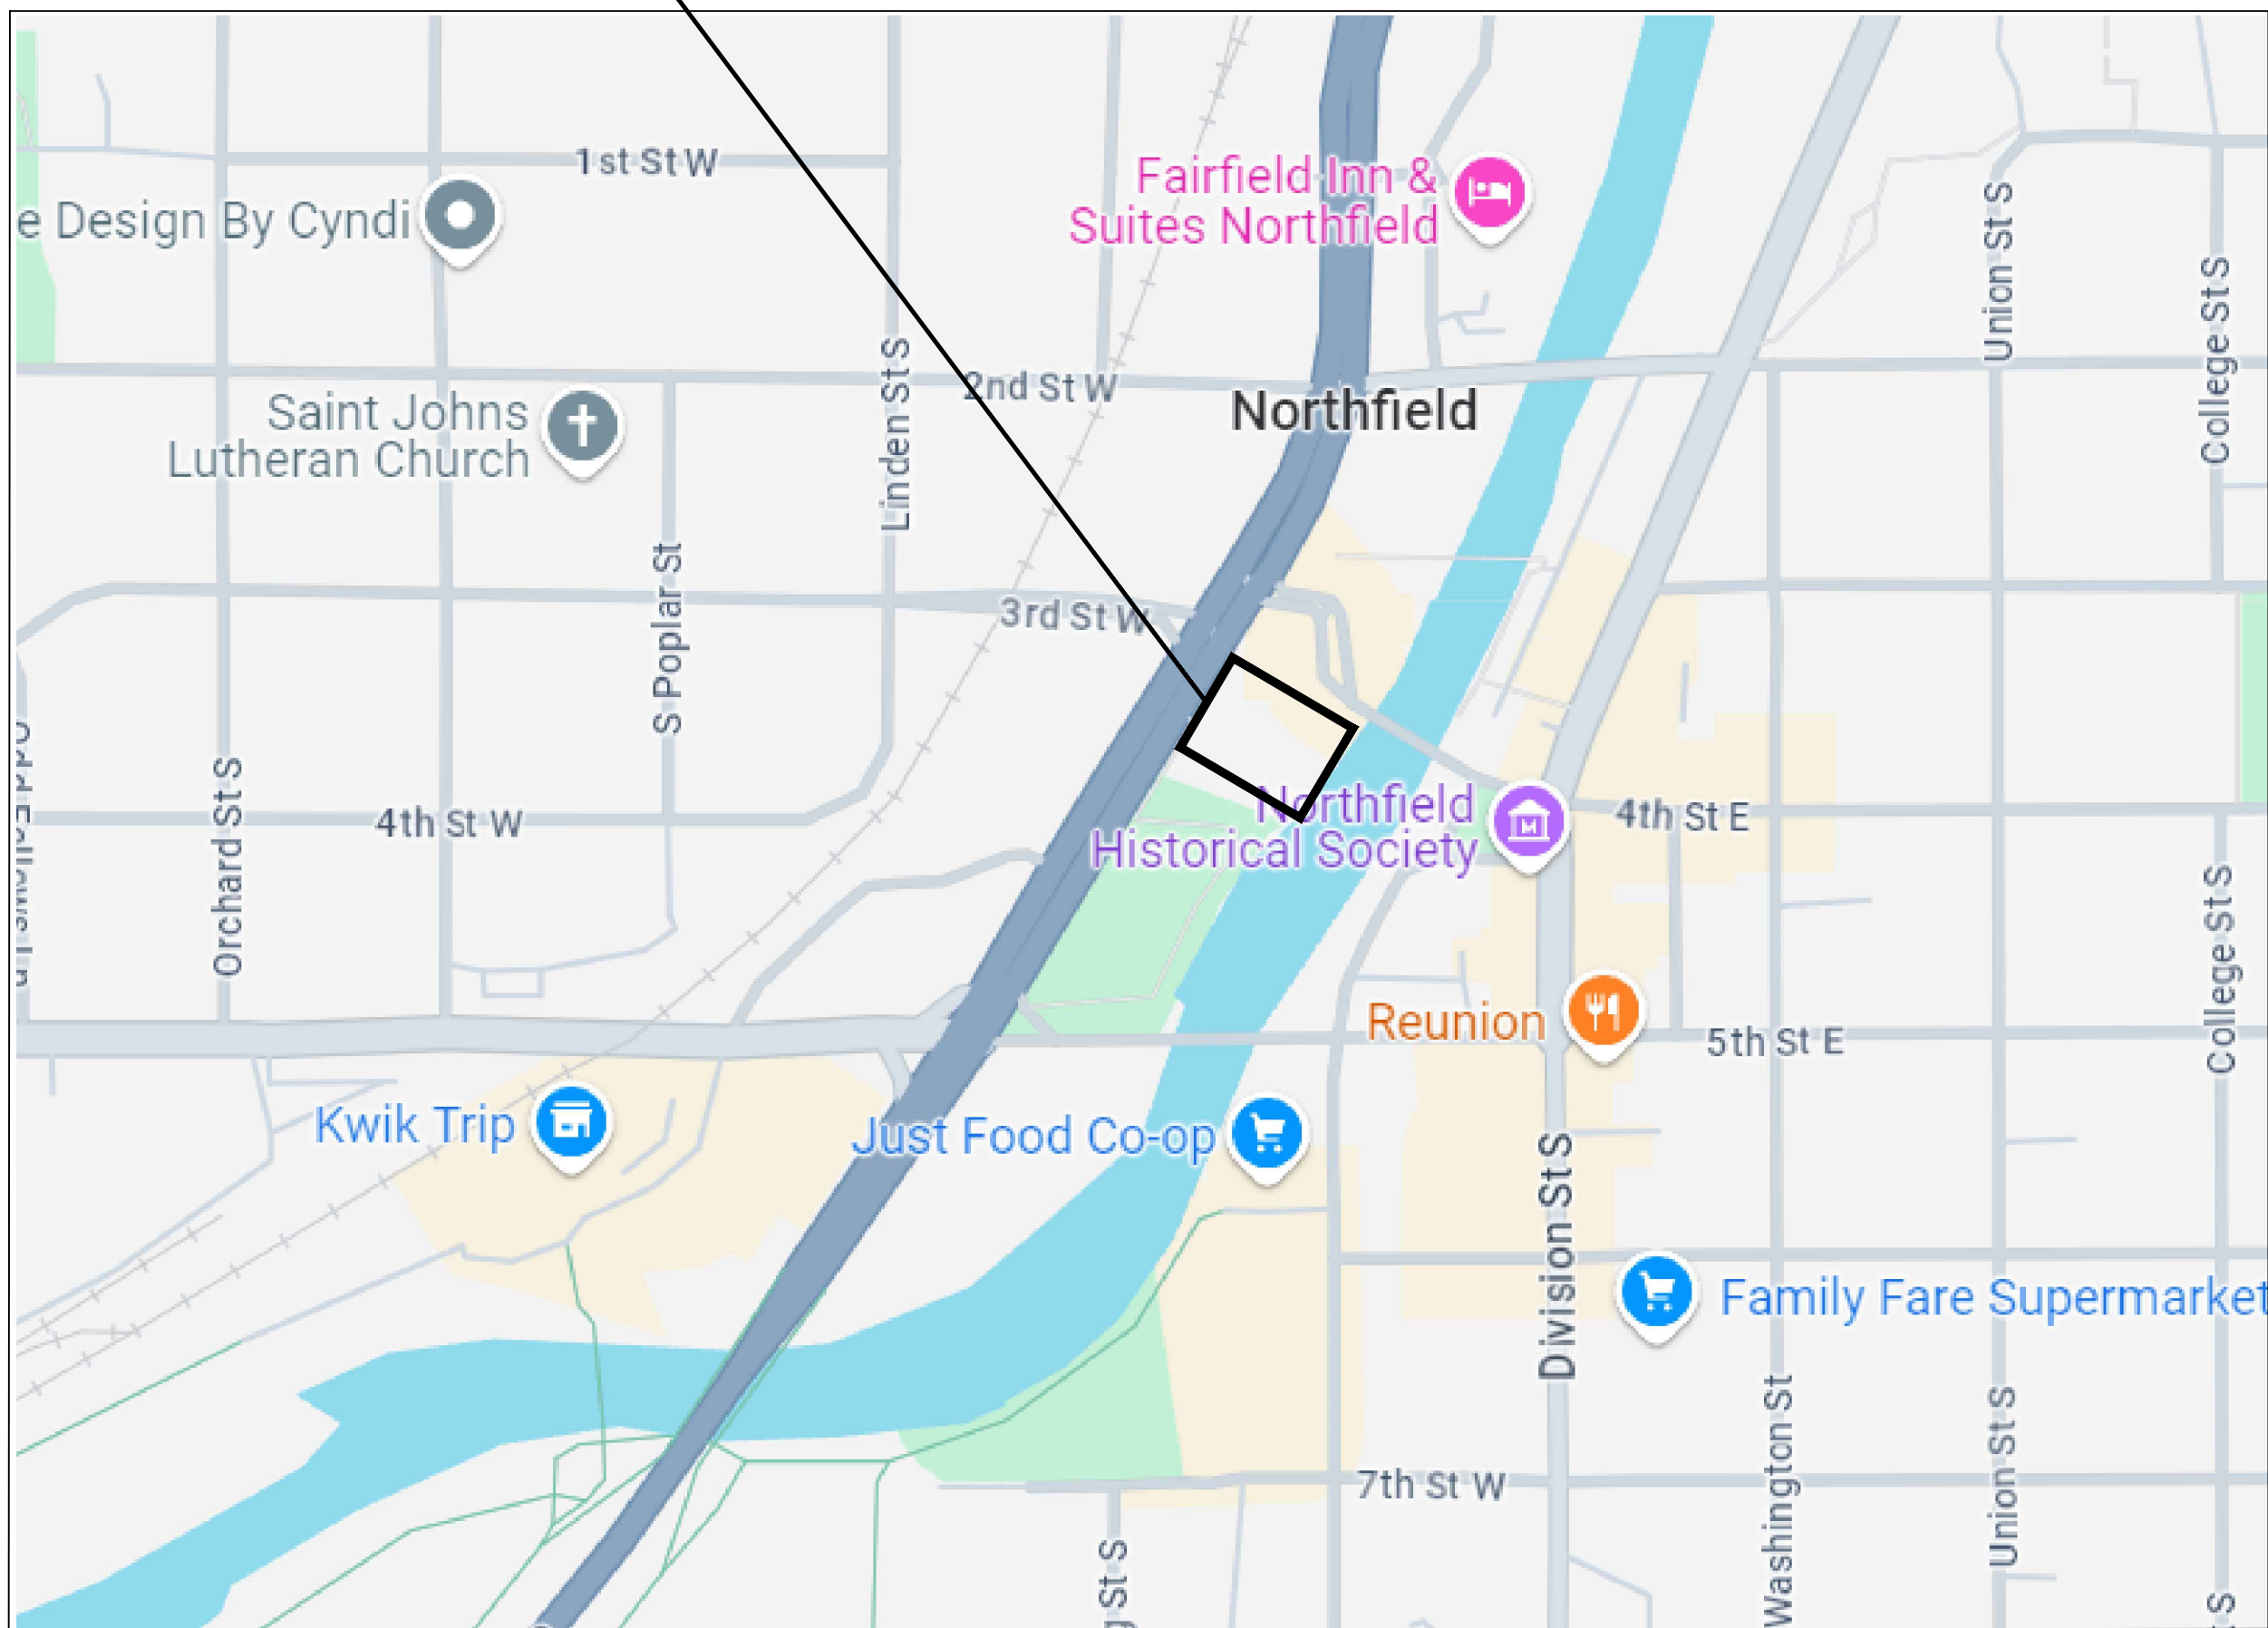 1st St W
Fairfield Inn &
Suites Northfield
e Design By Cyndi
Union St S
College St S
Linden St S
2nd St W
Northfield
Saint Johns
Lutheran Church
S Poplar St
3rd St W
Northfield
Historical Society
4th St W
4th St E
Orchard St S
College St S
Reunion
5th St E
Kwik Trip
Just Food Co-op
Division St S
Family Fare Supermarket
7th St W
Washington St
Union St S
St S
S